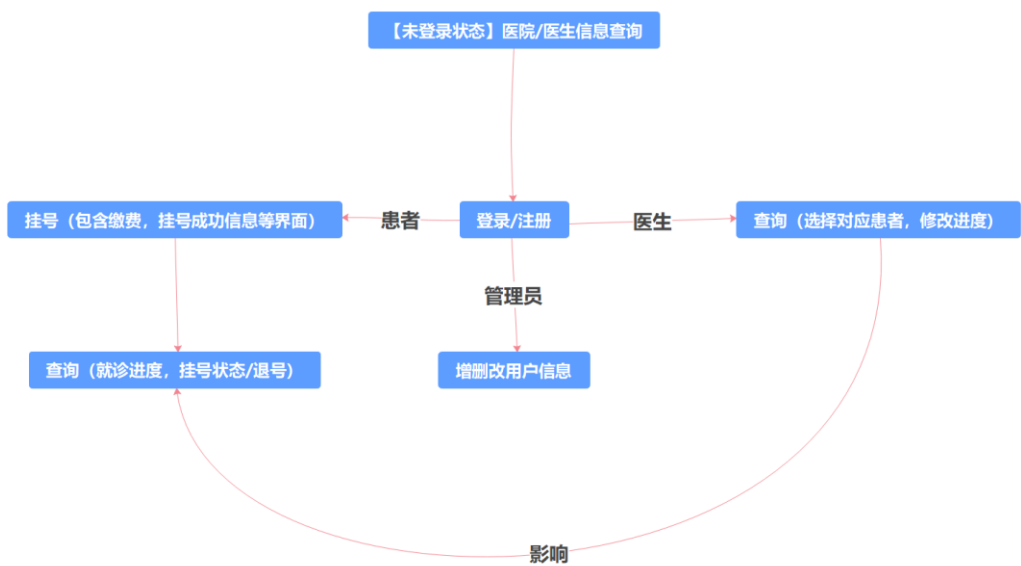 【未登录状态】医院/医生信息查询
挂号（包含缴费，挂号成功信息等界面）
患者
登录/注册
医生
查询（选择对应患者，修改进度）
管理员
查询（就诊进度，挂号状态/退号）
增删改用户信息
影响